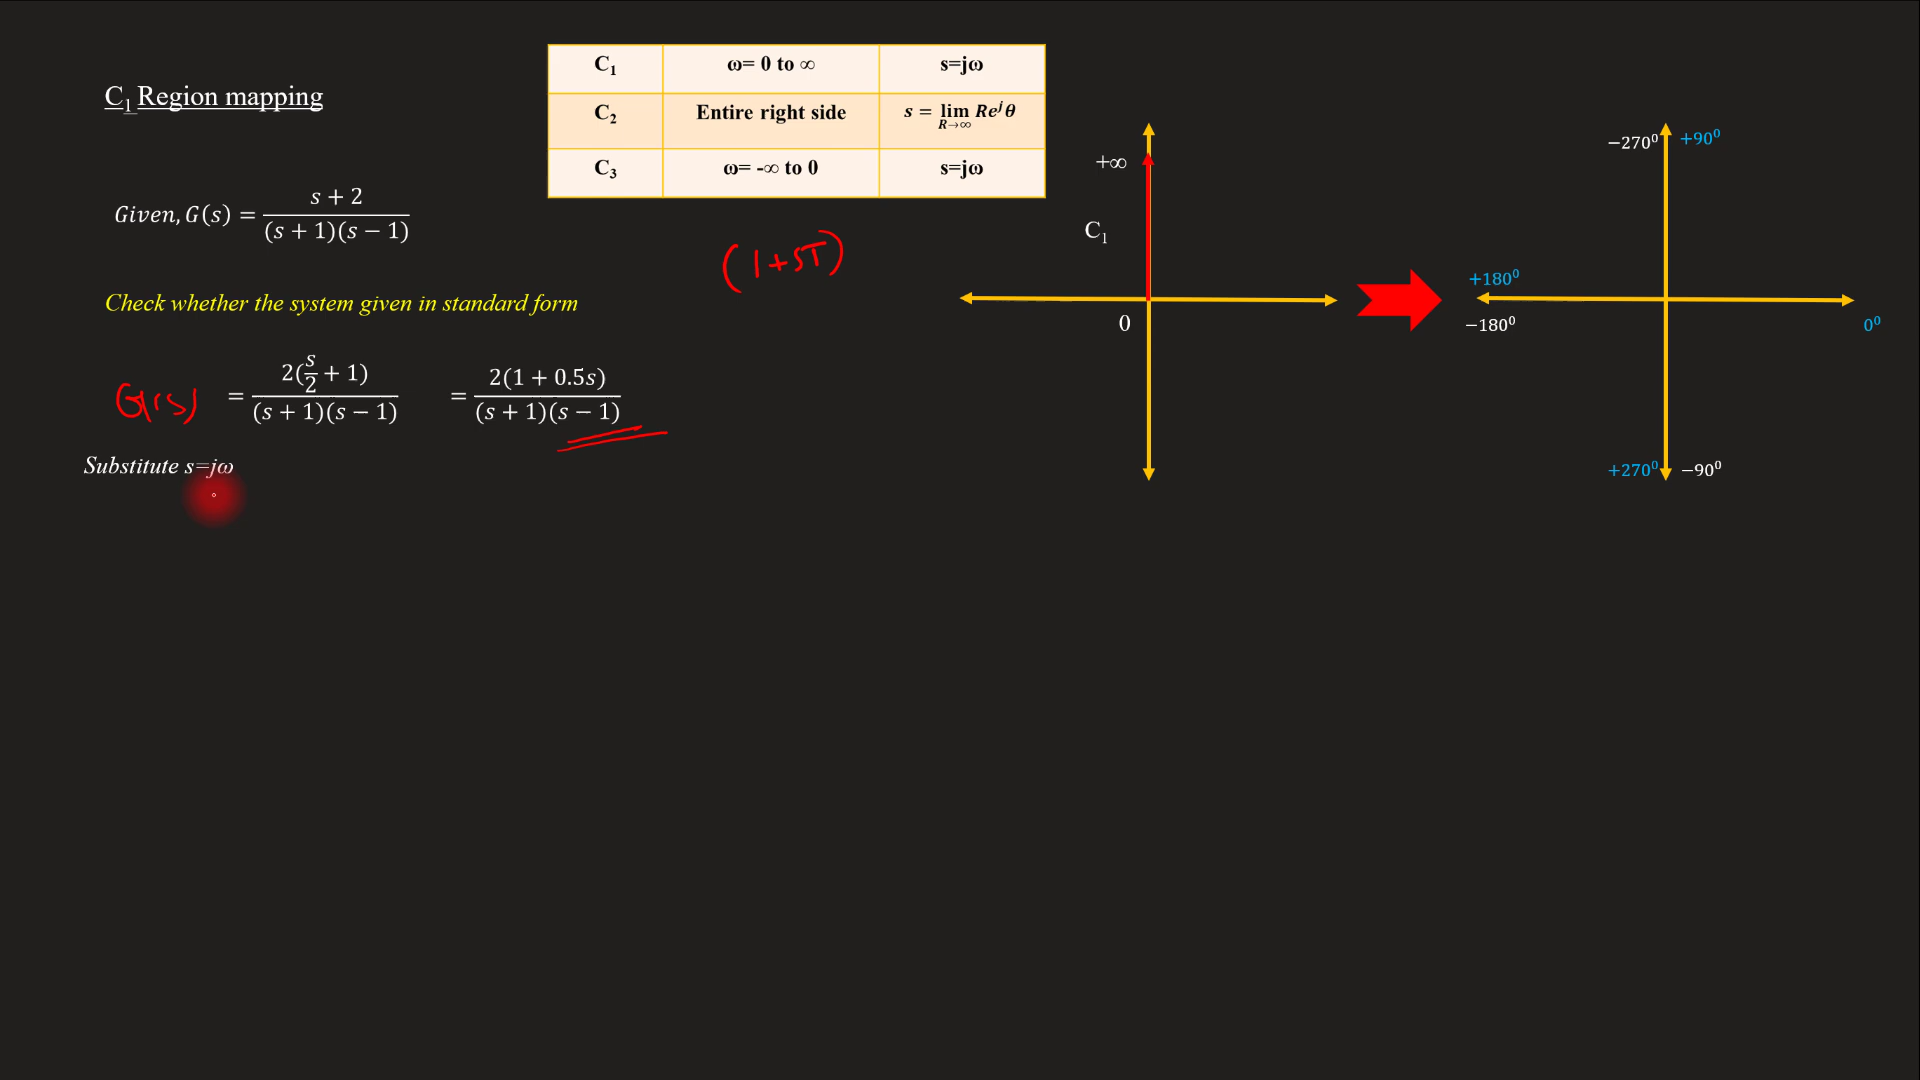 C₁ Region mapping
C₁ ω= 0 to ∞ s=jω
C₂ Entire right side s = lim R→∞ Reʲθ
C₃ ω= -∞ to 0 s=jω
Given, G(s) = s + 2 / (s + 1)(s − 1)
(1+sT)
Check whether the system given in standard form
G(s) = 2(s/2 + 1) / (s + 1)(s − 1) = 2(1 + 0.5s) / (s + 1)(s − 1)
Substitute s=jω
+∞
C₁
0
−270⁰ +90⁰
+180⁰
−180⁰ 0⁰
+270⁰ −90⁰